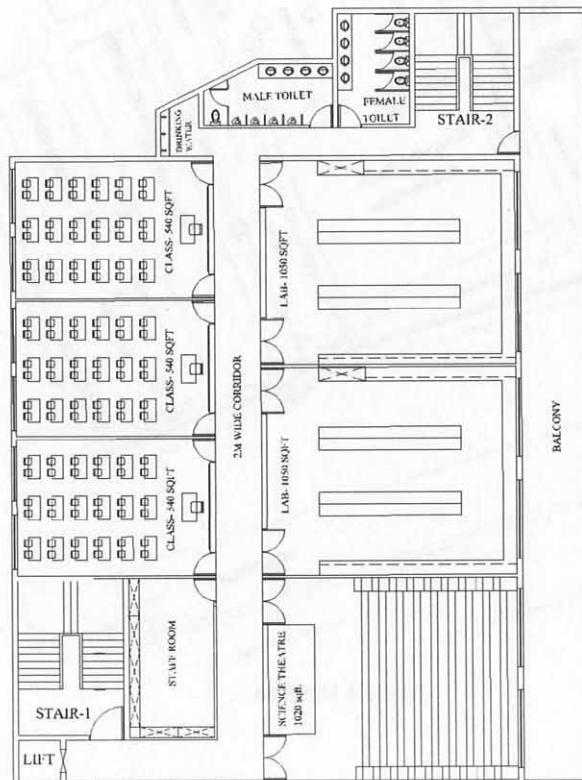 MALE TOILET
FEMALE
TOILET
STAIR-2
DRINKING
WATER
CLASS- 540 SQFT
LAB- 1050 SQFT
CLASS- 540 SQFT
2M WIDE CORRIDOR
BALCONY
CLASS- 540 SQFT
LAB- 1050 SQFT
STAFF ROOM
SCIENCE THEATRE
1020 sqft.
STAIR-1
LIFT